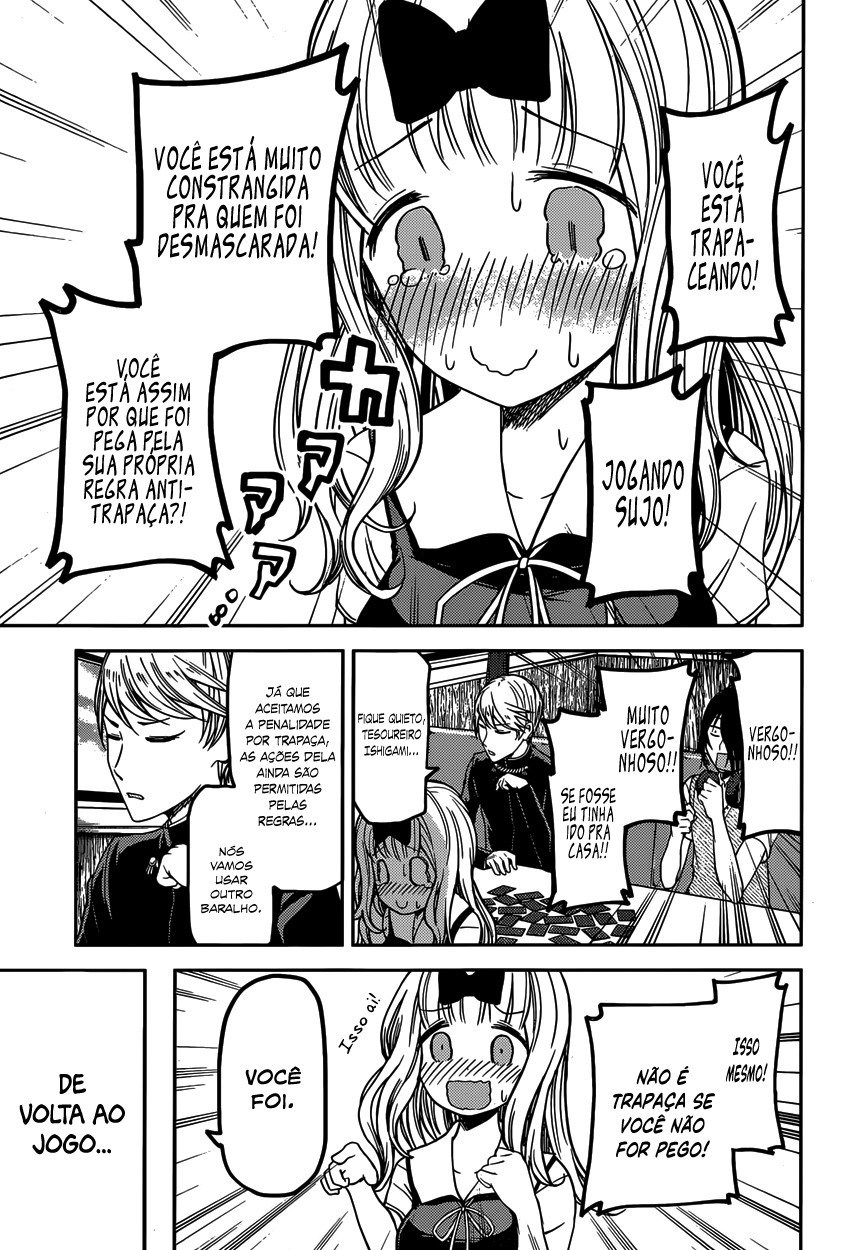 VOCÊ
ESTÁ
TRAPA-
CEANDO!
JOGANDO
SUJO!
VOCÊ ESTÁ MUITO
CONSTRANGIDA
PRA QUEM FOI
DESMASCARADA!
VOCÊ
ESTÁ ASSIM
POR QUE FOI
PEGA PELA
SUA PRÓPRIA
REGRA ANTI-
TRAPAÇA?!
カァァァ
VERGO-
NHOSO!!
MUITO
VERGO-
NHOSO!!
SE FOSSE
EU TINHA
IDO PRA
CASA!!
FIQUE QUIETO,
TESOUREIRO
ISHIGAMI...
JÁ QUE
ACEITAMOS
A PENALIDADE
POR TRAPAÇA,
AS AÇÕES DELA
AINDA SÃO
PERMITIDAS
PELAS
REGRAS...
NÓS
VAMOS
USAR
OUTRO
BARALHO.
ISSO
MESMO!
NÃO É
TRAPAÇA SE
VOCÊ NÃO
FOR PEGO!
Isso aí!
VOCÊ
FOI.
DE
VOLTA AO
JOGO...